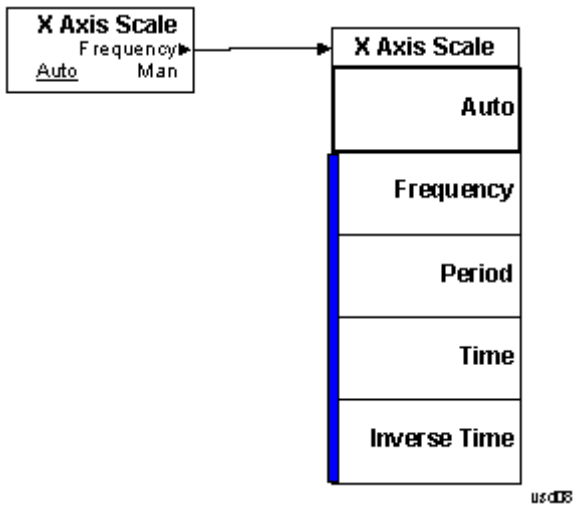 X Axis Scale
Frequency
Auto Man
X Axis Scale
Auto
Frequency
Period
Time
Inverse Time
usd08